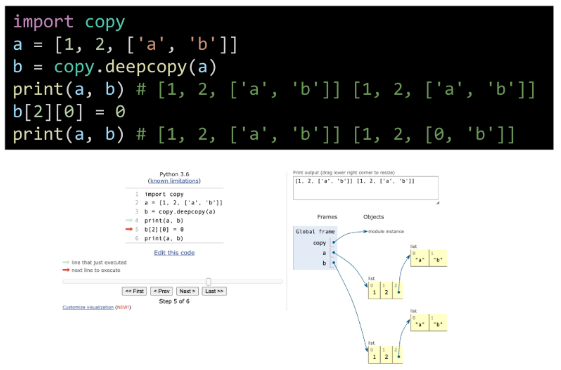 import copy
a = [1, 2, ['a', 'b']]
b = copy.deepcopy(a)
print(a, b) # [1, 2, ['a', 'b']] [1, 2, ['a', 'b']]
b[2][0] = 0
print(a, b) # [1, 2, ['a', 'b']] [1, 2, [0, 'b']]
Python 3.6
(known limitations)
1 import copy
2 a = [1, 2, ['a', 'b']]
3 b = copy.deepcopy(a)
4 print(a, b)
5 b[2][0] = 0
6 print(a, b)
Edit this code
line that just executed
next line to execute
<< First < Prev Next > Last >>
Step 5 of 6
Customize visualization (NEW!)
Print output (drag lower right corner to resize)
[1, 2, ['a', 'b']] [1, 2, ['a', 'b']]
Frames Objects
Global frame
copy
a
b
module instance
list
0 1
"a" "b"
list
0 1 2
1 2
list
0 1
"a" "b"
list
0 1 2
1 2